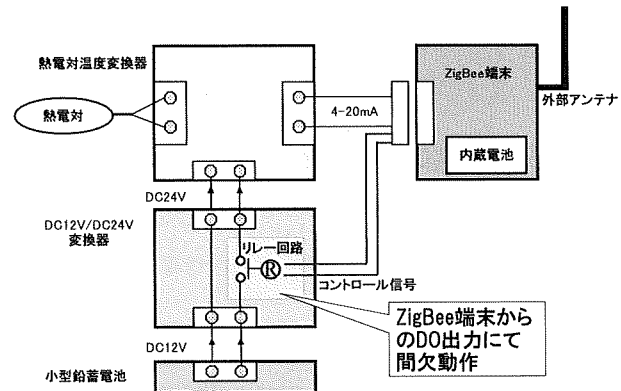 熱電対温度変換器
熱電対
4-20mA
ZigBee端末
外部アンテナ
内蔵電池
DC24V
DC12V/DC24V
変換器
リレー回路
R
コントロール信号
ZigBee端末から
のDO出力にて
間欠動作
DC12V
小型鉛蓄電池